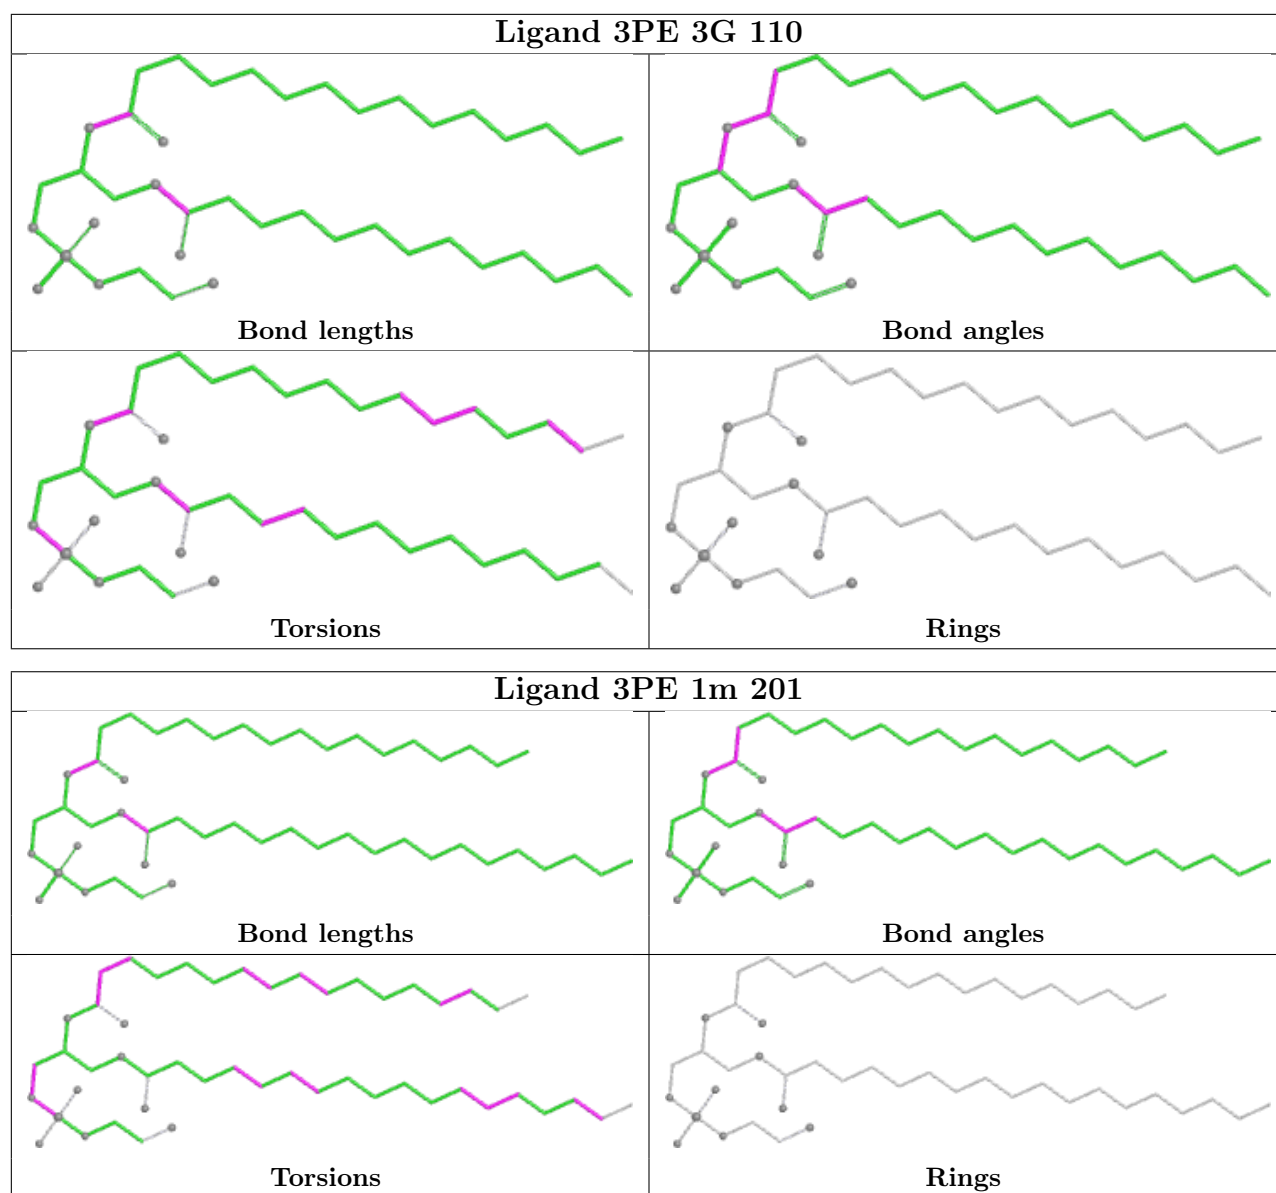 Ligand 3PE 3G 110
Bond lengths
Bond angles
Torsions
Rings
Ligand 3PE 1m 201
Bond lengths
Bond angles
Torsions
Rings